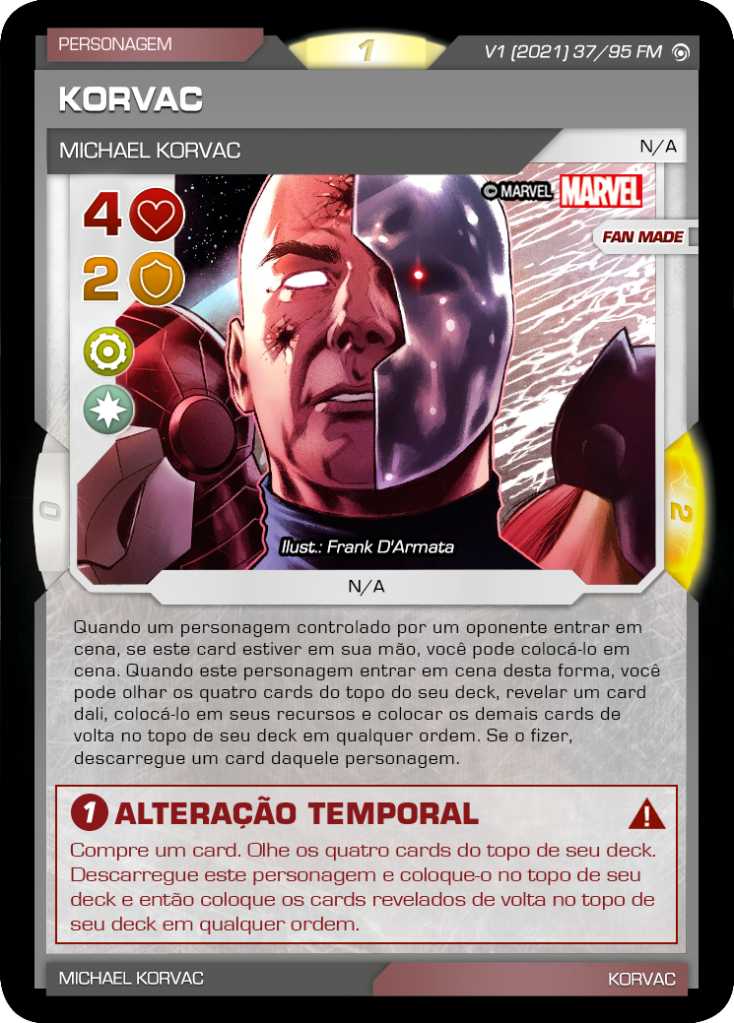 PERSONAGEM
1
V1 (2021) 37/95 FM
KORVAC
MICHAEL KORVAC
N/A
4
© MARVEL MARVEL
FAN MADE
2
0
2
Ilust.: Frank D'Armata
N/A
Quando um personagem controlado por um oponente entrar em
cena, se este card estiver em sua mão, você pode colocá-lo em
cena. Quando este personagem entrar em cena desta forma, você
pode olhar os quatro cards do topo do seu deck, revelar um card
dali, colocá-lo em seus recursos e colocar os demais cards de
volta no topo de seu deck em qualquer ordem. Se o fizer,
descarregue um card daquele personagem.
1 ALTERAÇÃO TEMPORAL
Compre um card. Olhe os quatro cards do topo de seu deck.
Descarregue este personagem e coloque-o no topo de seu
deck e então coloque os cards revelados de volta no topo de
seu deck em qualquer ordem.
MICHAEL KORVAC
KORVAC